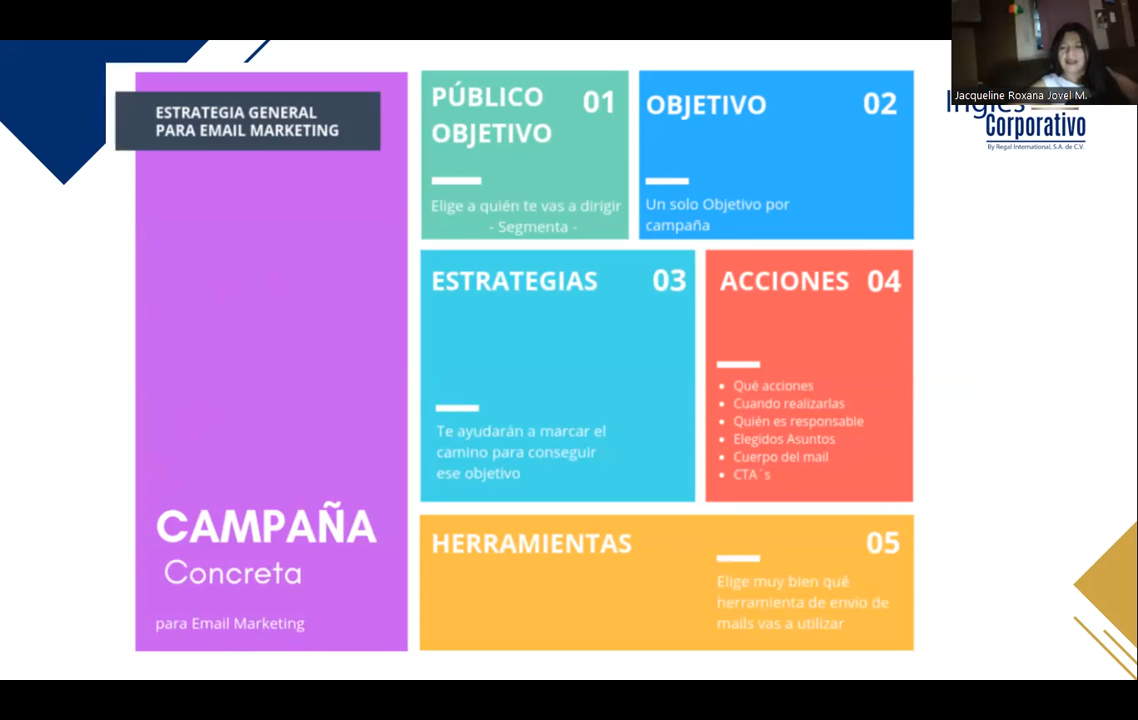 Jacqueline Roxana Jovel M.
Inglés
Corporativo
By Regal International, S.A. de C.V.
ESTRATEGIA GENERAL
PARA EMAIL MARKETING
CAMPAÑA
Concreta
para Email Marketing
PÚBLICO 01
OBJETIVO
Elige a quién te vas a dirigir
- Segmenta -
OBJETIVO 02
Un solo Objetivo por
campaña
ESTRATEGIAS 03
Te ayudarán a marcar el
camino para conseguir
ese objetivo
ACCIONES 04
• Qué acciones
• Cuando realizarlas
• Quién es responsable
• Elegidos Asuntos
• Cuerpo del mail
• CTA´s
HERRAMIENTAS 05
Elige muy bien qué
herramienta de envío de
mails vas a utilizar